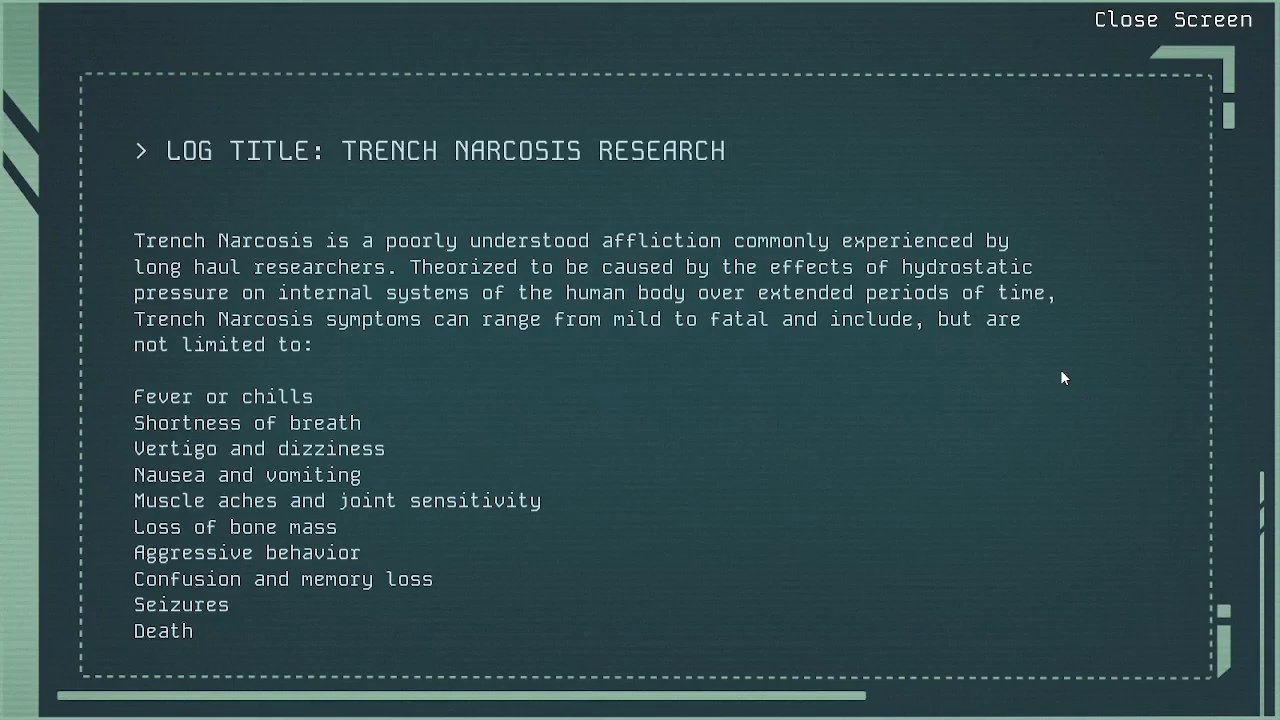 Close Screen
> LOG TITLE: TRENCH NARCOSIS RESEARCH
Trench Narcosis is a poorly understood affliction commonly experienced by
long haul researchers. Theorized to be caused by the effects of hydrostatic
pressure on internal systems of the human body over extended periods of time,
Trench Narcosis symptoms can range from mild to fatal and include, but are
not limited to:
Fever or chills
Shortness of breath
Vertigo and dizziness
Nausea and vomiting
Muscle aches and joint sensitivity
Loss of bone mass
Aggressive behavior
Confusion and memory loss
Seizures
Death